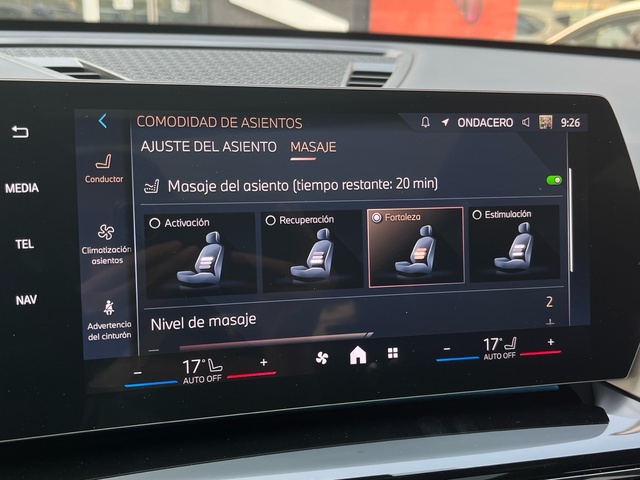 COMODIDAD DE ASIENTOS
ONDACERO
9:26
AJUSTE DEL ASIENTO MASAJE
Conductor
MEDIA
Masaje del asiento (tiempo restante: 20 min)
Activación
Recuperación
Fortaleza
Estimulación
TEL
Climatización
asientos
NAV
Advertencia
del cinturón
Nivel de masaje
2
− +
− 17° +
AUTO OFF
− 17° +
AUTO OFF